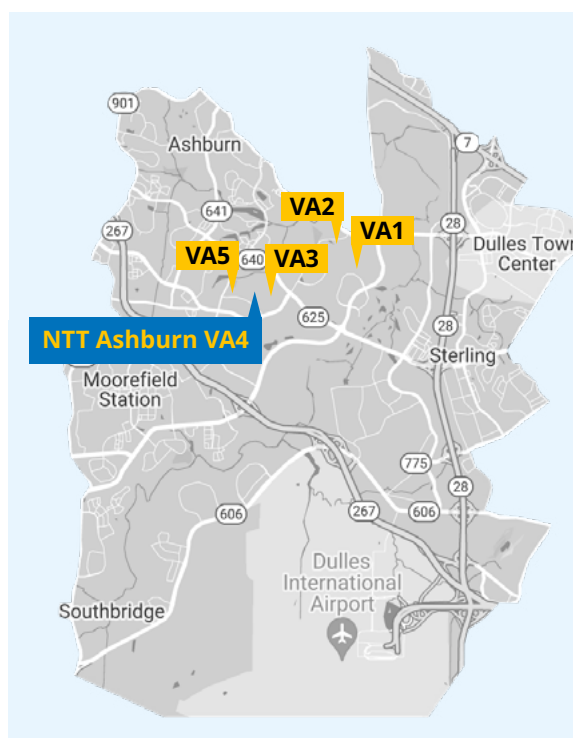 901
Ashburn
7
641
VA2
28
267
VA1
Dulles Town
Center
VA5
640
VA3
625
28
NTT Ashburn VA4
Sterling
Moorefield
Station
775
28
606
267
606
Dulles
International
Airport
Southbridge